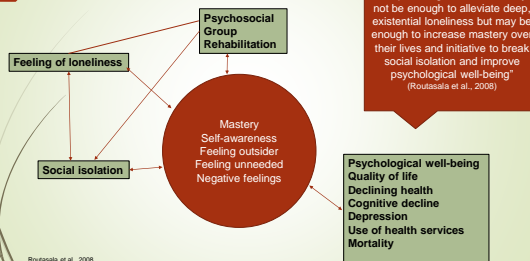 not be enough to alleviate deep,
existential loneliness but may be
enough to increase mastery over
their lives and initiative to break
social isolation and improve
psychological well-being”
(Routasala et al., 2008)
Psychosocial
Group
Rehabilitation
Feeling of loneliness
Mastery
Self-awareness
Feeling outsider
Feeling unneeded
Negative feelings
Social isolation
Psychological well-being
Quality of life
Declining health
Cognitive decline
Depression
Use of health services
Mortality
Routasala et al., 2008